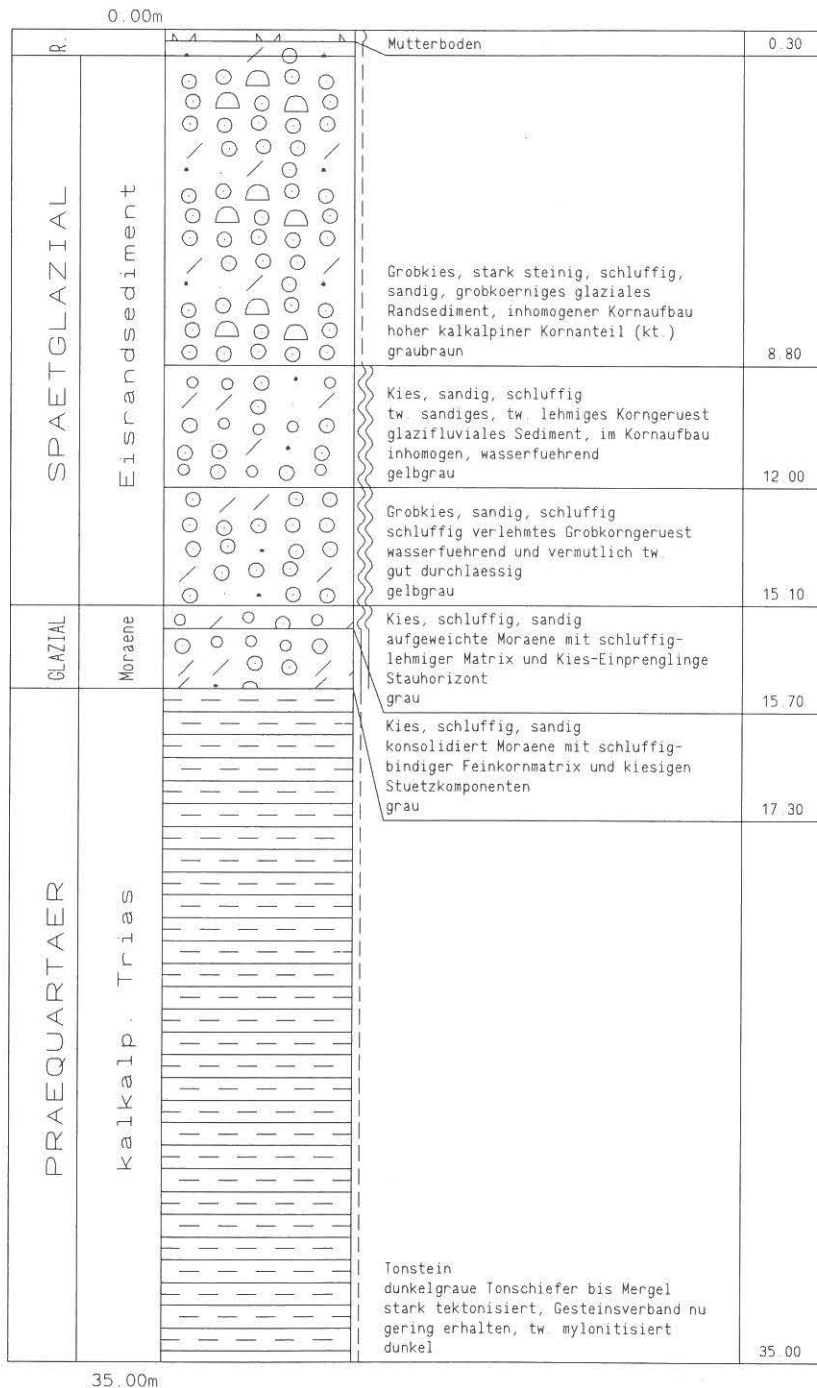 0.00m
R.
Mutterboden
0.30
SPAETGLAZIAL
Eisrandsediment
Grobkies, stark steinig, schluffig,
sandig, grobkoerniges glaziales
Randsediment, inhomogener Kornaufbau
hoher kalkalpiner Kornanteil (kt.)
graubraun
8.80
Kies, sandig, schluffig
tw. sandiges, tw. lehmiges Korngeruest
glazifluviales Sediment, im Kornaufbau
inhomogen, wasserfuehrend
gelbgrau
12.00
Grobkies, sandig, schluffig
schluffig verlehmtes Grobkorngeruest
wasserfuehrend und vermutlich tw.
gut durchlaessig
gelbgrau
15.10
GLAZIAL
Moraene
Kies, schluffig, sandig
aufgeweichte Moraene mit schluffig-
lehmiger Matrix und Kies-Einprenglinge
Stauhorizont
grau
15.70
Kies, schluffig, sandig
konsolidiert Moraene mit schluffig-
bindiger Feinkornmatrix und kiesigen
Stuetzkomponenten
grau
17.30
PRAEQUARTAER
kalkalp. Trias
Tonstein
dunkelgraue Tonschiefer bis Mergel
stark tektonisiert, Gesteinsverband nu
gering erhalten, tw. mylonitisiert
dunkel
35.00
35.00m